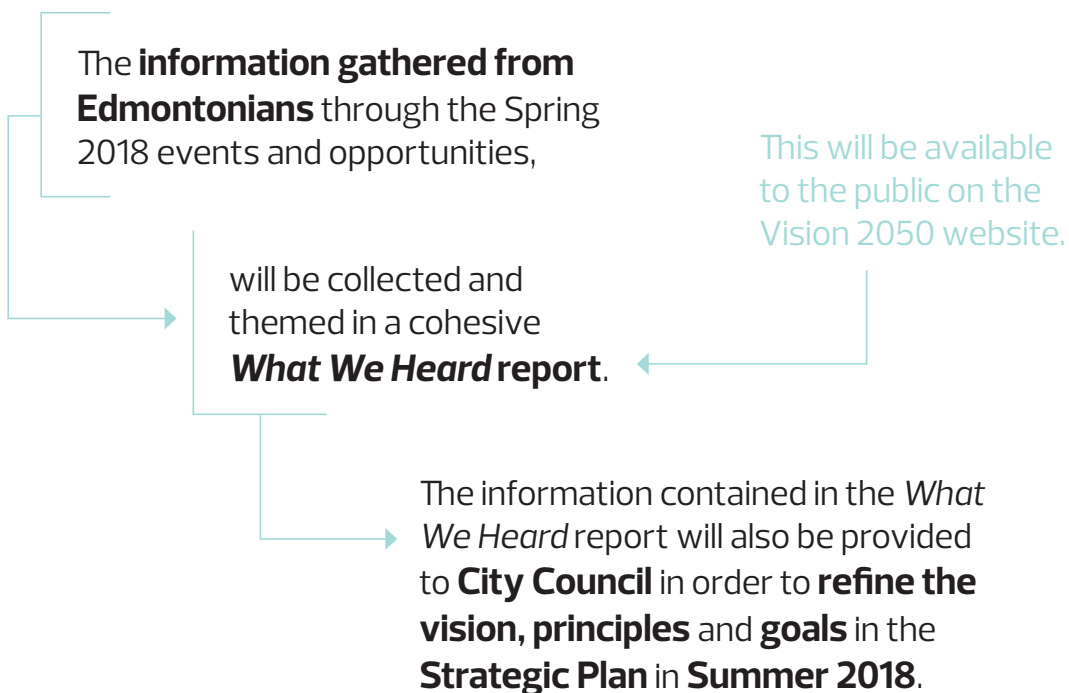 The information gathered from
Edmontonians through the Spring
2018 events and opportunities,
This will be available
to the public on the
Vision 2050 website.
will be collected and
themed in a cohesive
What We Heard report.
The information contained in the What
We Heard report will also be provided
to City Council in order to refine the
vision, principles and goals in the
Strategic Plan in Summer 2018.